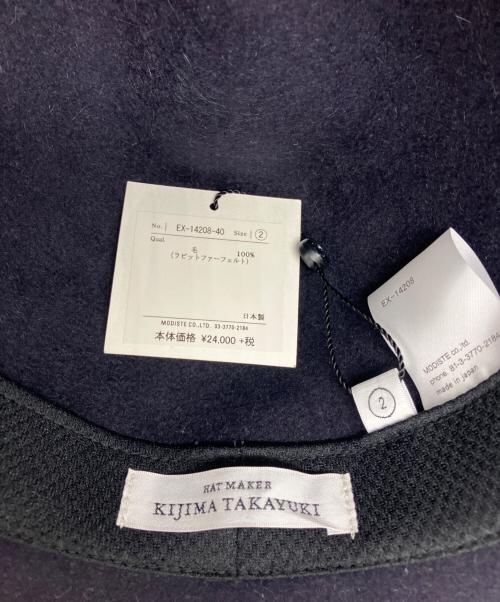 No. EX-14208-40 Size ②
Qual 毛 100%
(ラビットファーフェルト)
日本製
MODISTE CO.,LTD. 03-3770-2184
本体価格 ¥24,000 +税
EX-14208
MODISTE co.,ltd.
phone. 81-3-3770-2184
made in japan
②
HAT MAKER
KIJIMA TAKAYUKI